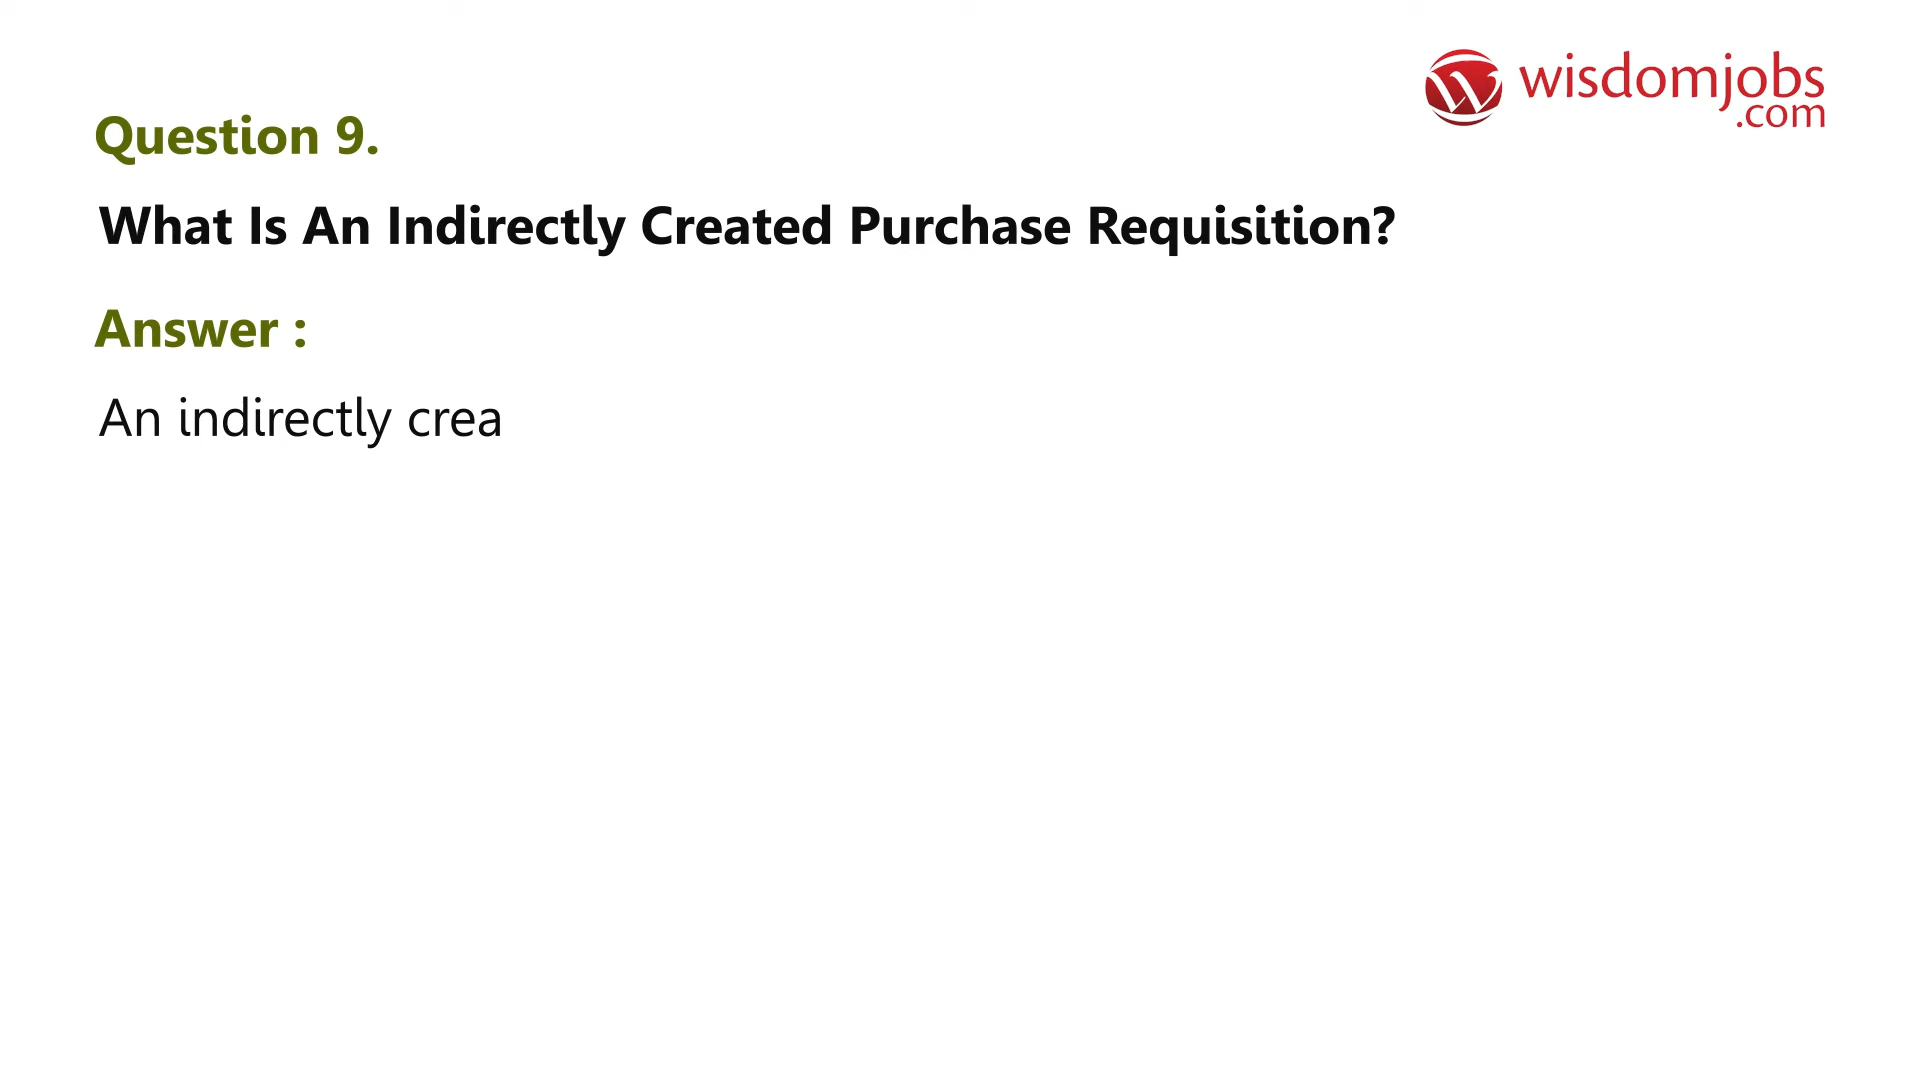 wisdomjobs
.com
Question 9.
What Is An Indirectly Created Purchase Requisition?
Answer :
An indirectly crea